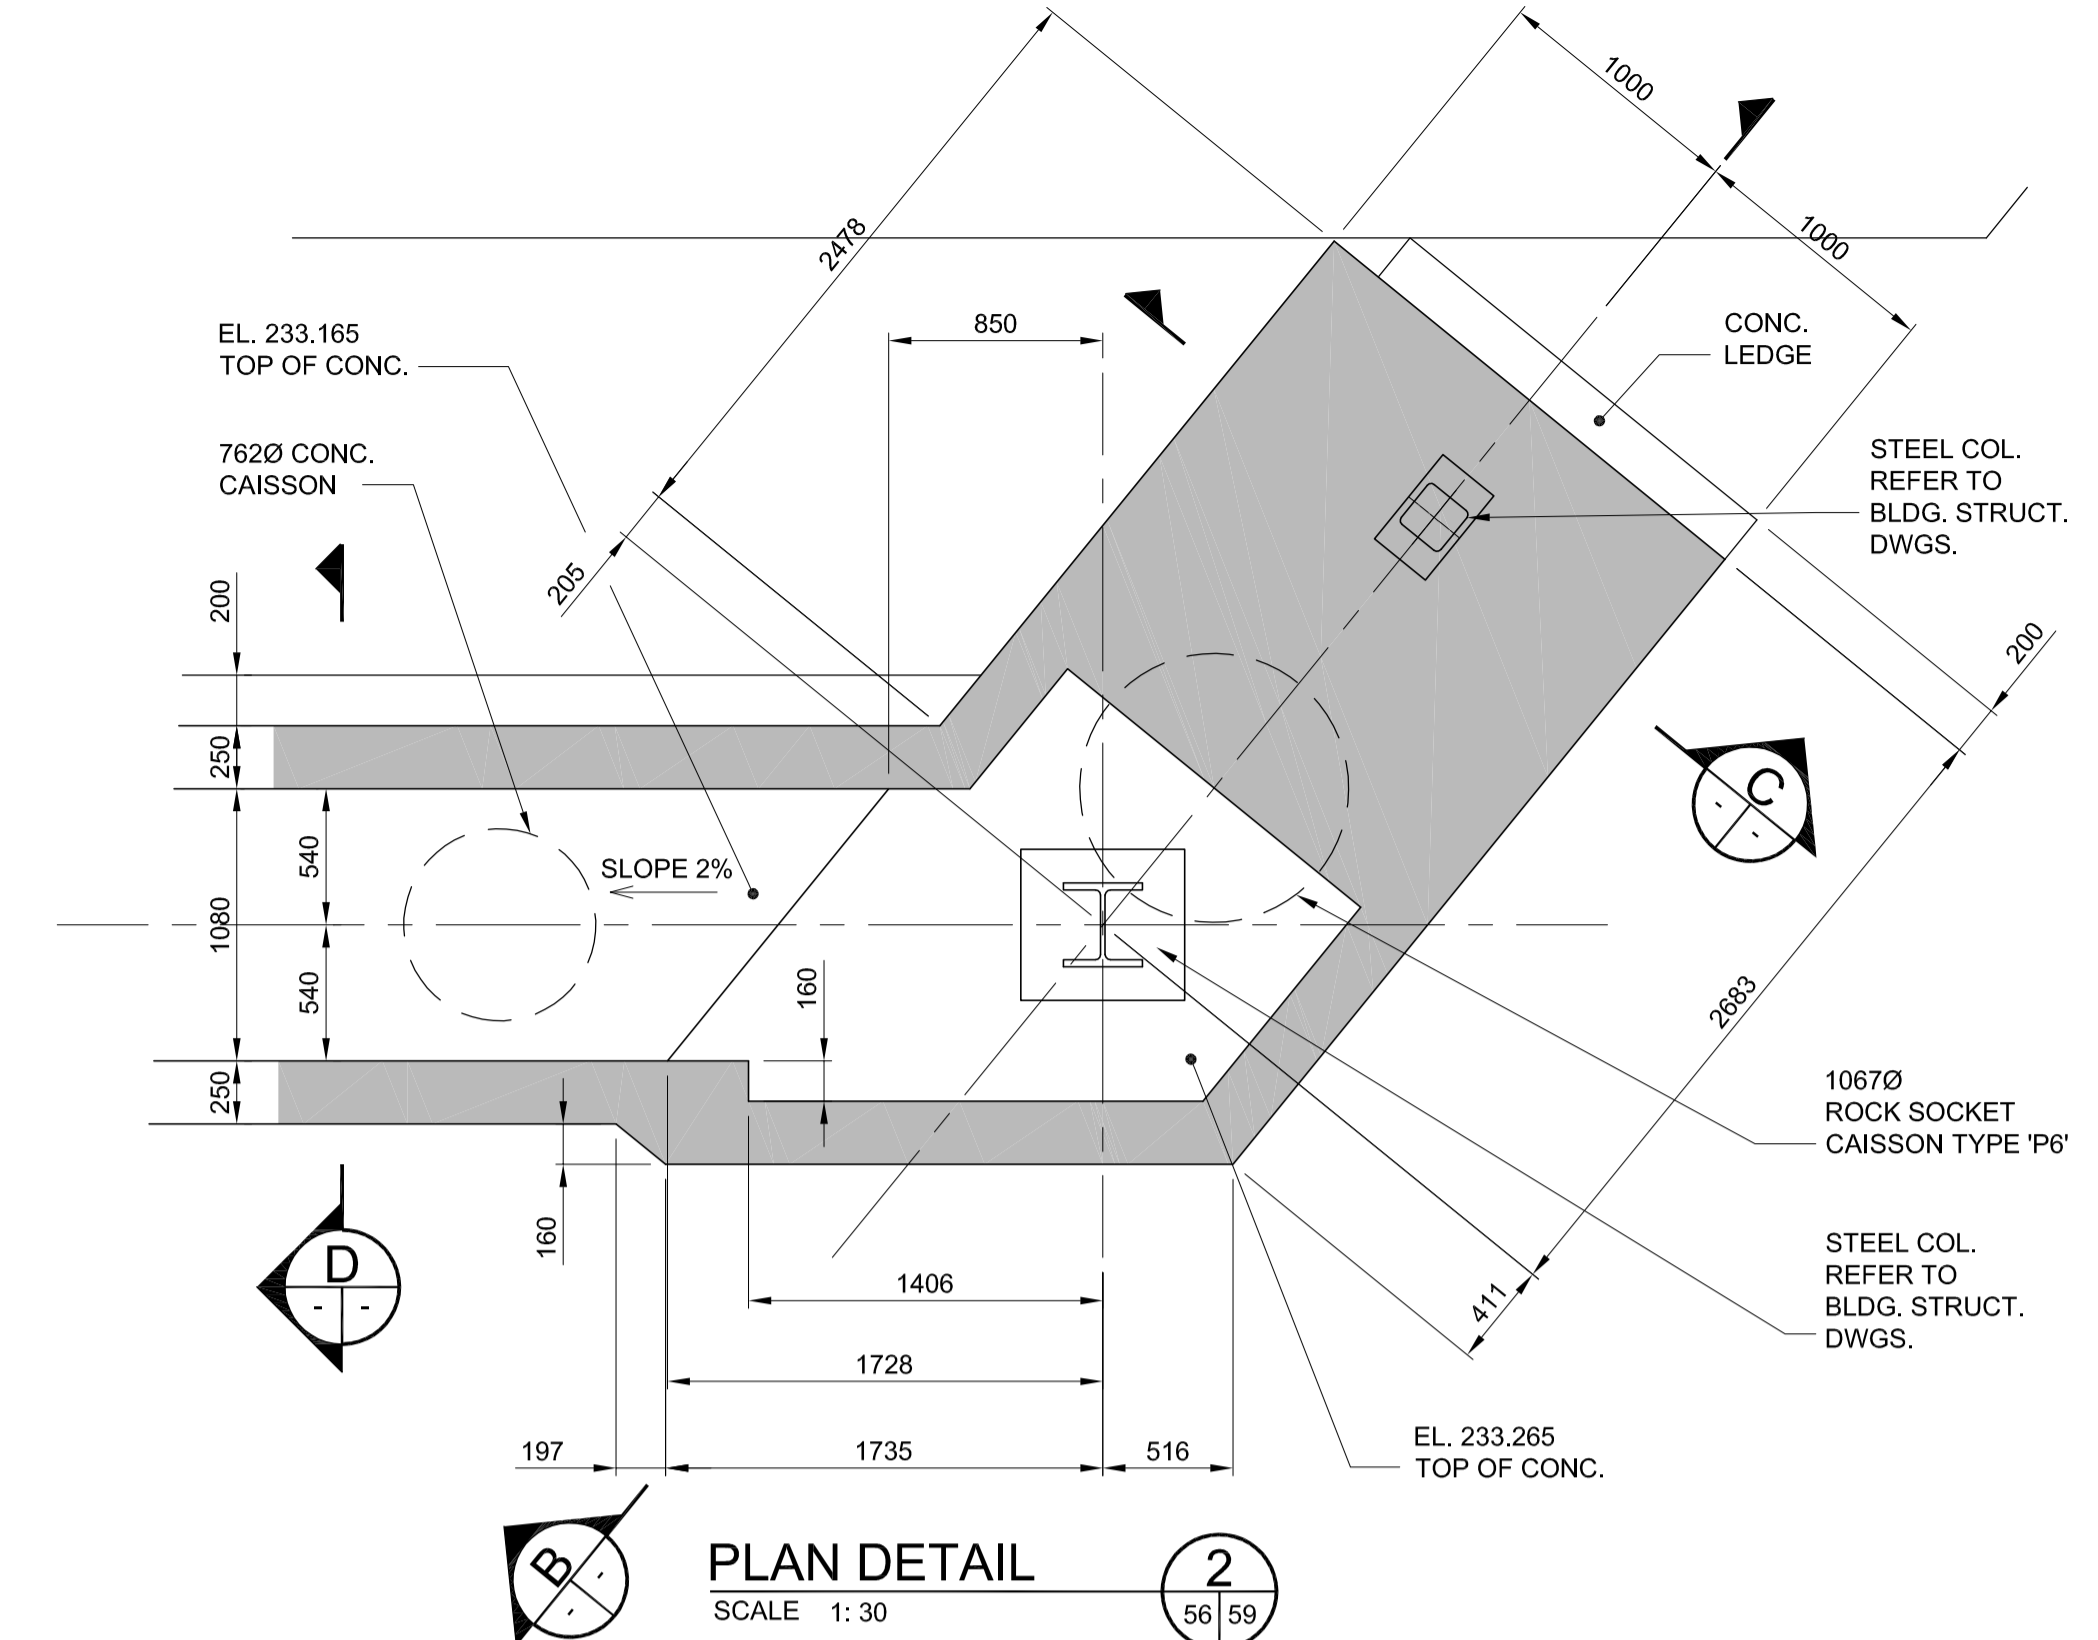 1000
1000
2478
850
EL. 233.165
TOP OF CONC.
CONC.
LEDGE
762Ø CONC.
CAISSON
STEEL COL.
REFER TO
BLDG. STRUCT.
DWGS.
205
200
200
250
C
- -
540
SLOPE 2%
1080
540
160
2683
250
1067Ø
ROCK SOCKET
CAISSON TYPE 'P6'
160
D
- -
1406
411
STEEL COL.
REFER TO
BLDG. STRUCT.
DWGS.
1728
197
1735
516
EL. 233.265
TOP OF CONC.
B
- -
PLAN DETAIL
SCALE 1: 30
2
56 59